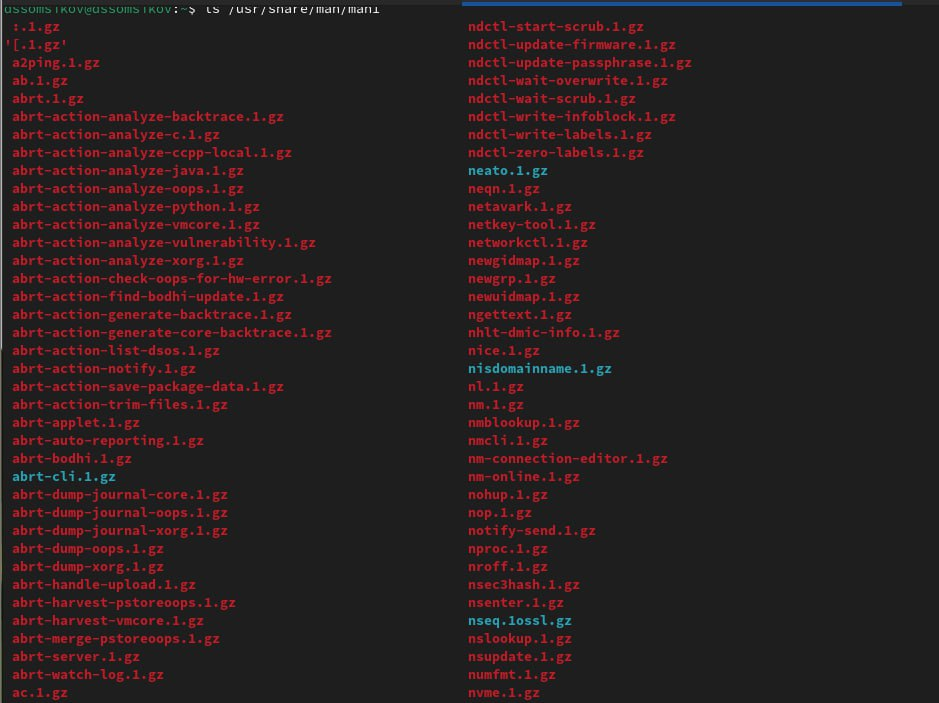 dssomsikov@dssomsikov:~$ ls /usr/share/man/man1
:.1.gz
'[.1.gz'
a2ping.1.gz
ab.1.gz
abrt.1.gz
abrt-action-analyze-backtrace.1.gz
abrt-action-analyze-c.1.gz
abrt-action-analyze-ccpp-local.1.gz
abrt-action-analyze-java.1.gz
abrt-action-analyze-oops.1.gz
abrt-action-analyze-python.1.gz
abrt-action-analyze-vmcore.1.gz
abrt-action-analyze-vulnerability.1.gz
abrt-action-analyze-xorg.1.gz
abrt-action-check-oops-for-hw-error.1.gz
abrt-action-find-bodhi-update.1.gz
abrt-action-generate-backtrace.1.gz
abrt-action-generate-core-backtrace.1.gz
abrt-action-list-dsos.1.gz
abrt-action-notify.1.gz
abrt-action-save-package-data.1.gz
abrt-action-trim-files.1.gz
abrt-applet.1.gz
abrt-auto-reporting.1.gz
abrt-bodhi.1.gz
abrt-cli.1.gz
abrt-dump-journal-core.1.gz
abrt-dump-journal-oops.1.gz
abrt-dump-journal-xorg.1.gz
abrt-dump-oops.1.gz
abrt-dump-xorg.1.gz
abrt-handle-upload.1.gz
abrt-harvest-pstoreoops.1.gz
abrt-harvest-vmcore.1.gz
abrt-merge-pstoreoops.1.gz
abrt-server.1.gz
abrt-watch-log.1.gz
ac.1.gz
ndctl-start-scrub.1.gz
ndctl-update-firmware.1.gz
ndctl-update-passphrase.1.gz
ndctl-wait-overwrite.1.gz
ndctl-wait-scrub.1.gz
ndctl-write-infoblock.1.gz
ndctl-write-labels.1.gz
ndctl-zero-labels.1.gz
neato.1.gz
neqn.1.gz
netavark.1.gz
netkey-tool.1.gz
networkctl.1.gz
newgidmap.1.gz
newgrp.1.gz
newuidmap.1.gz
ngettext.1.gz
nhlt-dmic-info.1.gz
nice.1.gz
nisdomainname.1.gz
nl.1.gz
nm.1.gz
nmblookup.1.gz
nmcli.1.gz
nm-connection-editor.1.gz
nm-online.1.gz
nohup.1.gz
nop.1.gz
notify-send.1.gz
nproc.1.gz
nroff.1.gz
nsec3hash.1.gz
nsenter.1.gz
nseq.1ossl.gz
nslookup.1.gz
nsupdate.1.gz
numfmt.1.gz
nvme.1.gz